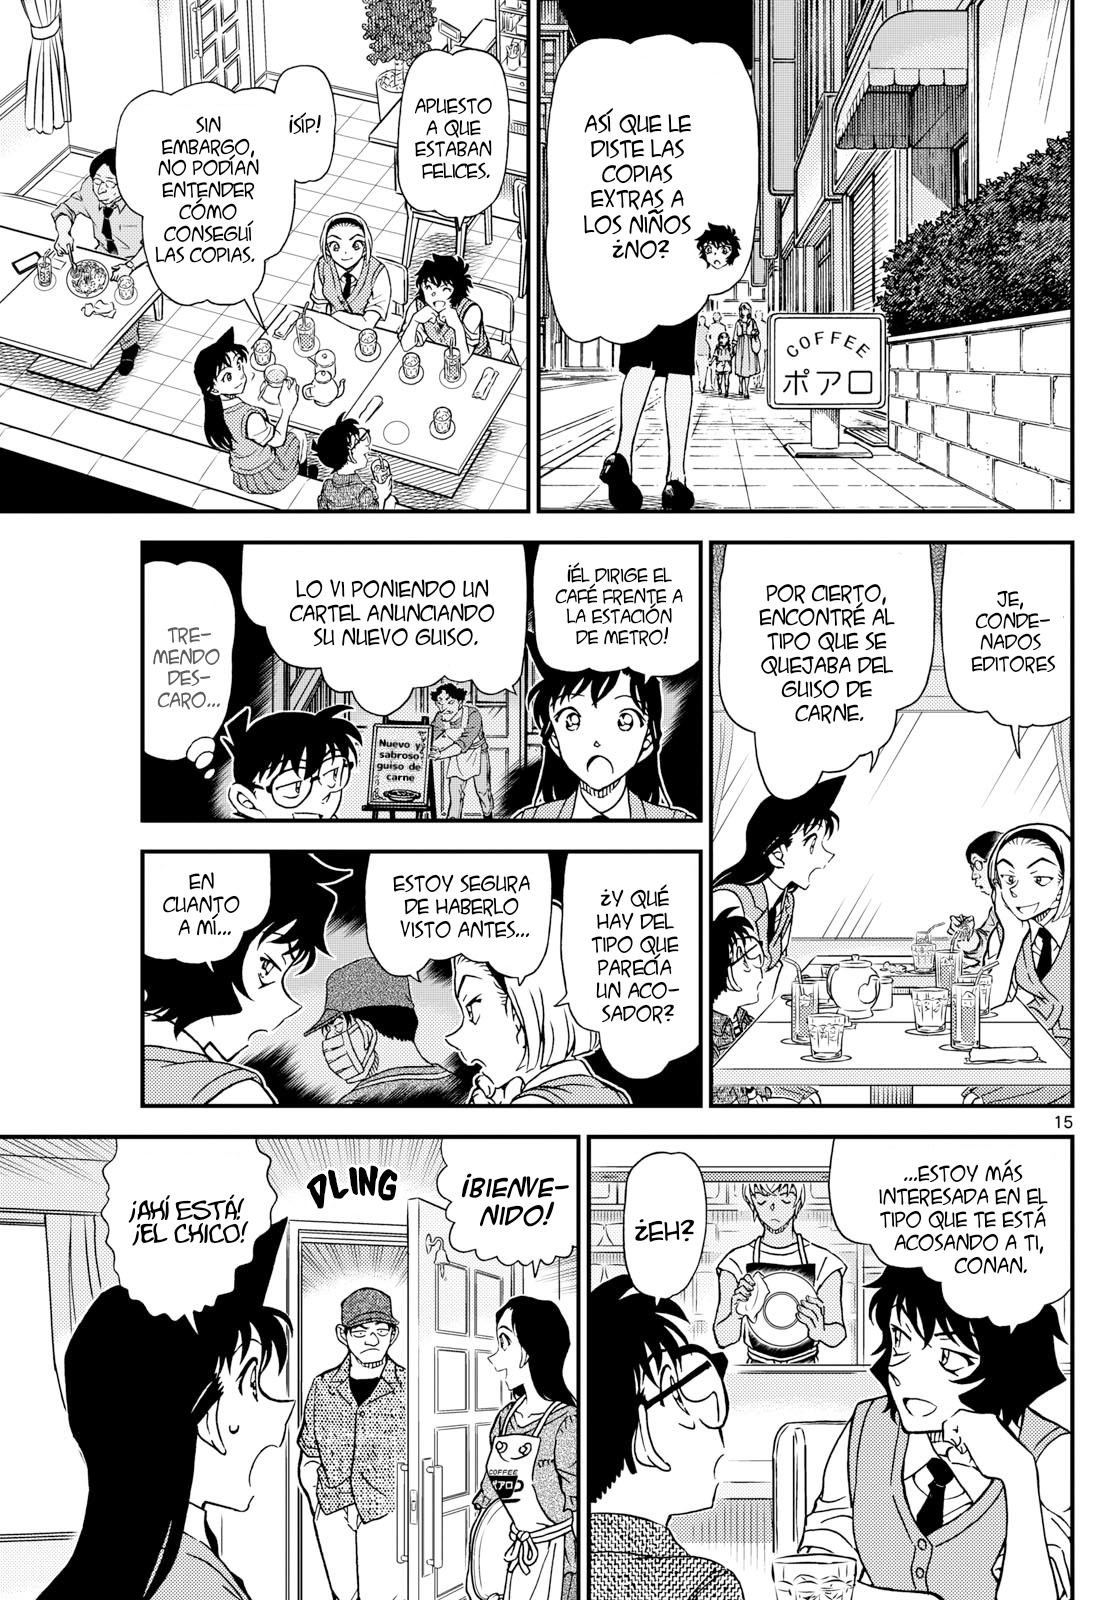 ASÍ QUE LE
DISTE LAS
COPIAS
EXTRAS A
LOS NIÑOS
¿NO?
COFFEE
ポアロ
APUESTO
A QUE
ESTABAN
FELICES.
¡SÍP!
SIN
EMBARGO,
NO PODÍAN
ENTENDER
CÓMO
CONSEGUÍ
LAS COPIAS.
JE,
CONDE-
NADOS
EDITORES
POR CIERTO,
ENCONTRÉ AL
TIPO QUE SE
QUEJABA DEL
GUISO DE
CARNE.
¡ÉL DIRIGE EL
CAFÉ FRENTE A
LA ESTACIÓN
DE METRO!
LO VI PONIENDO UN
CARTEL ANUNCIANDO
SU NUEVO GUISO.
Nuevo y
sabroso
guiso de
carne
TRE-
MENDO
DES-
CARO...
¿Y QUÉ
HAY DEL
TIPO QUE
PARECÍA
UN ACO-
SADOR?
ESTOY SEGURA
DE HABERLO
VISTO ANTES...
EN
CUANTO
A MÍ...
15
...ESTOY MÁS
INTERESADA EN EL
TIPO QUE TE ESTÁ
ACOSANDO A TI,
CONAN.
¿EH?
¡BIENVE-
NIDO!
DLING
COFFEE
ポアロ
¡AHÍ ESTÁ!
¡EL CHICO!